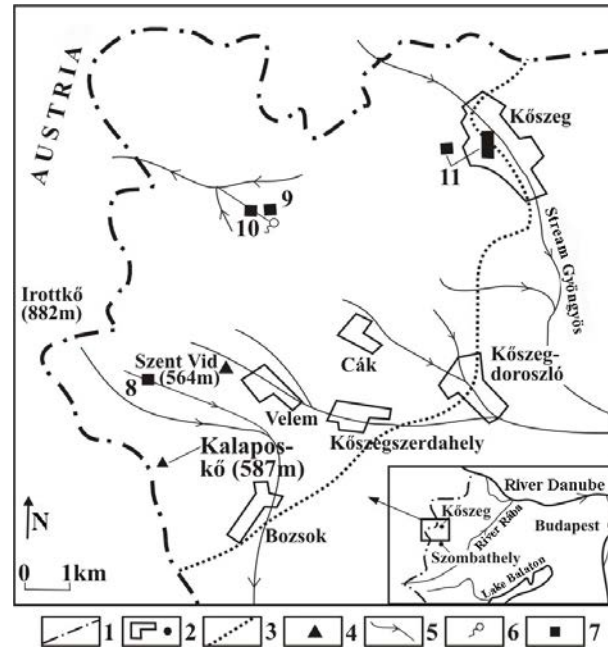 AUSTRIA
Kőszeg
11
9
10
Stream Gyöngyös
Irottkő
(882m)
Szent Vid
(564m)
8
Cák
Kőszeg-
doroszló
Velem
Kőszegszerdahely
Kalapos-
kő (587m)
Bozsok
N
0 1km
River Danube
Kőszeg
River Rába
Budapest
Szombathely
Lake Balaton
1 2 3 4 5 6 7